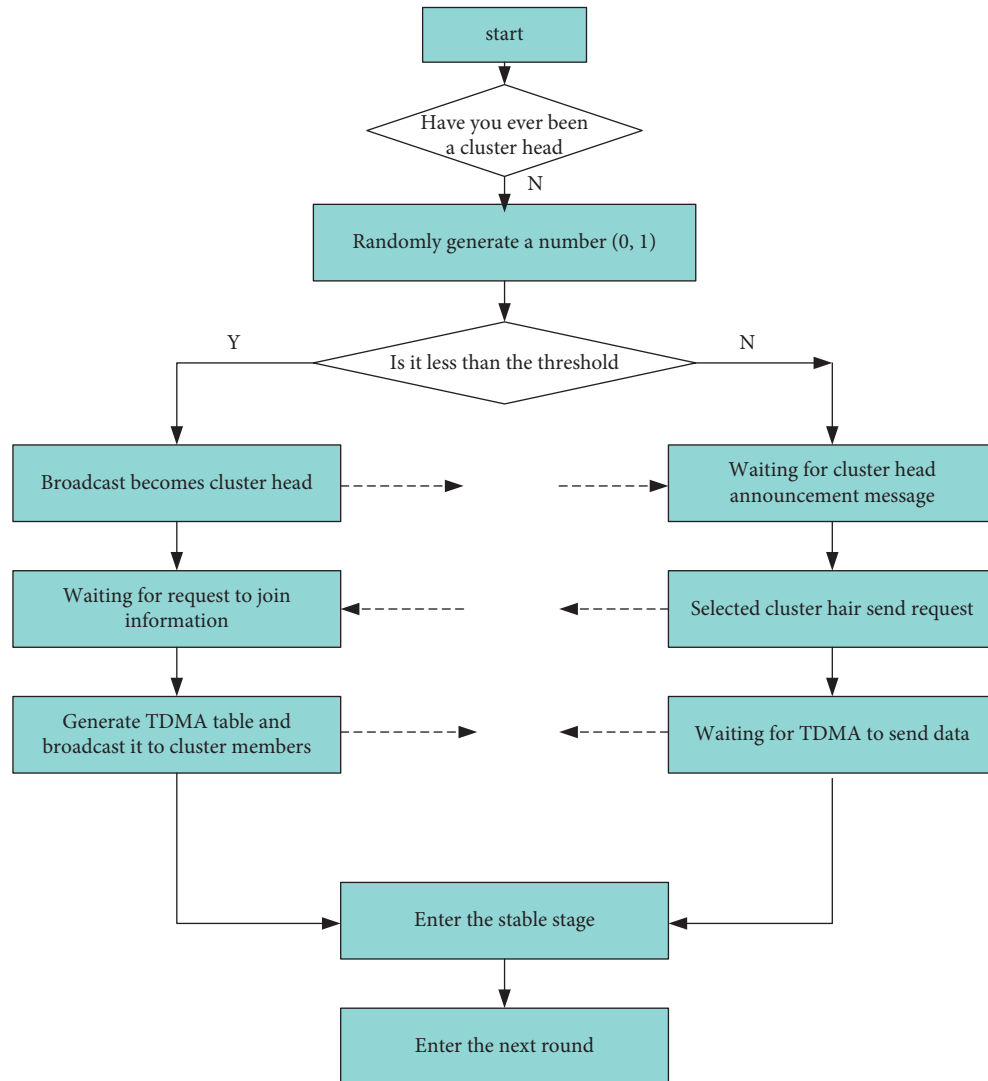 start
Have you ever been
a cluster head
N
Randomly generate a number (0, 1)
Y
Is it less than the threshold
N
Broadcast becomes cluster head
Waiting for cluster head
announcement message
Waiting for request to join
information
Selected cluster hair send request
Generate TDMA table and
broadcast it to cluster members
Waiting for TDMA to send data
Enter the stable stage
Enter the next round